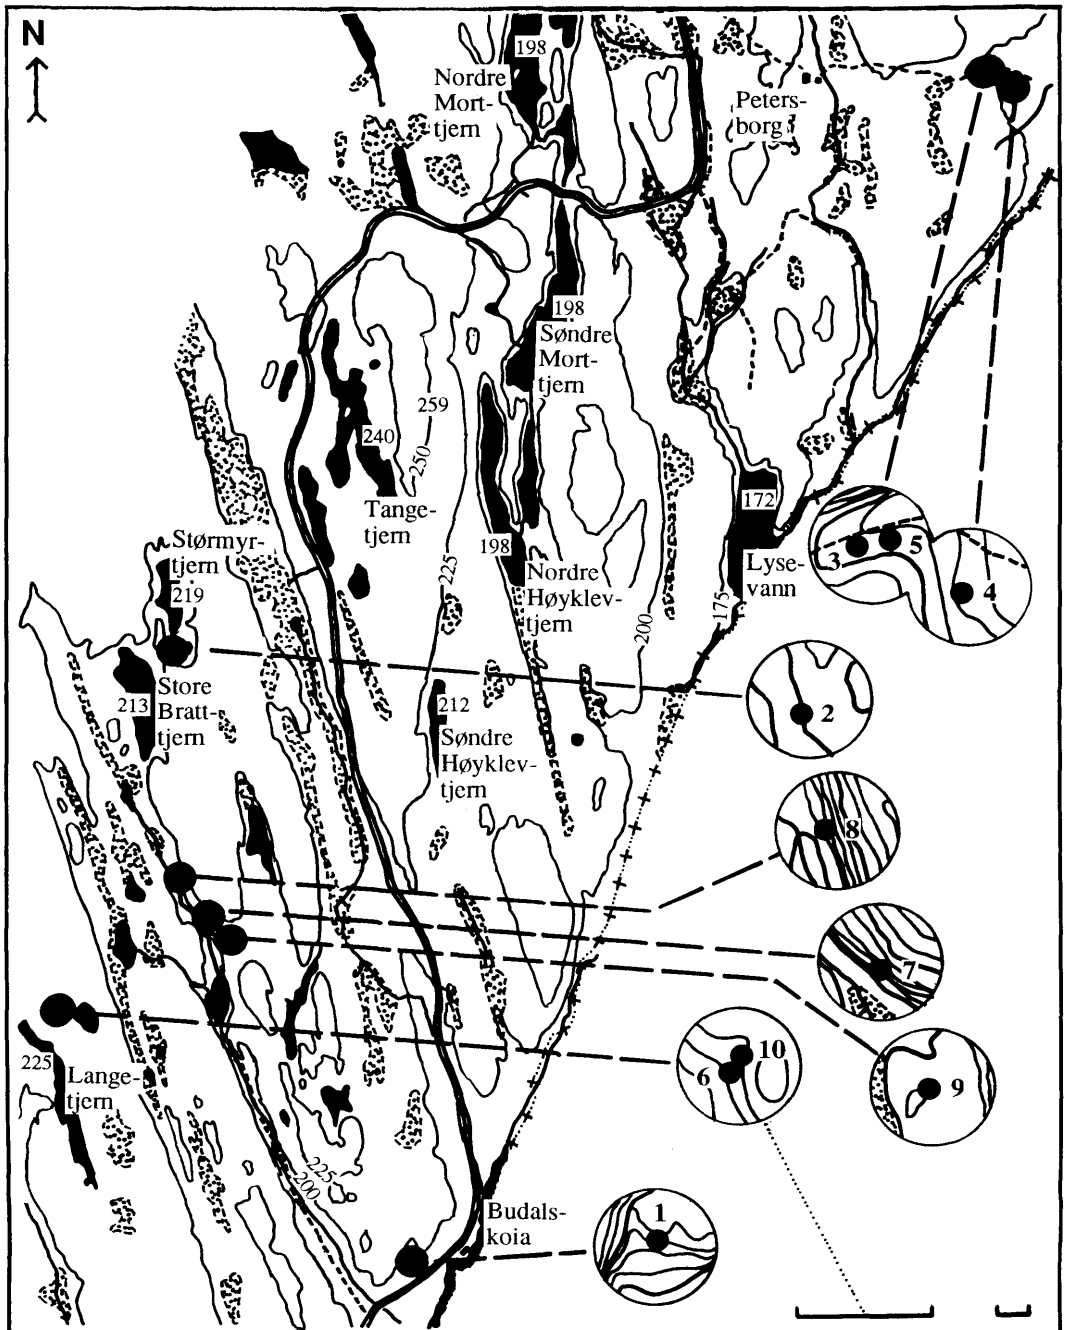 N
198
Nordre
Mort-
tjern
Peters-
borg
198
Søndre
Mort-
tjern
259
240
250
Tange-
tjern
172
Størmyr-
tjern
219
198
225
Nordre
Høyklev-
tjern
Lyse-
vann
175
200
3
5
4
213
Store
Bratt-
tjern
212
Søndre
Høyklev-
tjern
2
8
7
225
Lange-
tjern
10
6
9
225
200
Budals-
koia
1